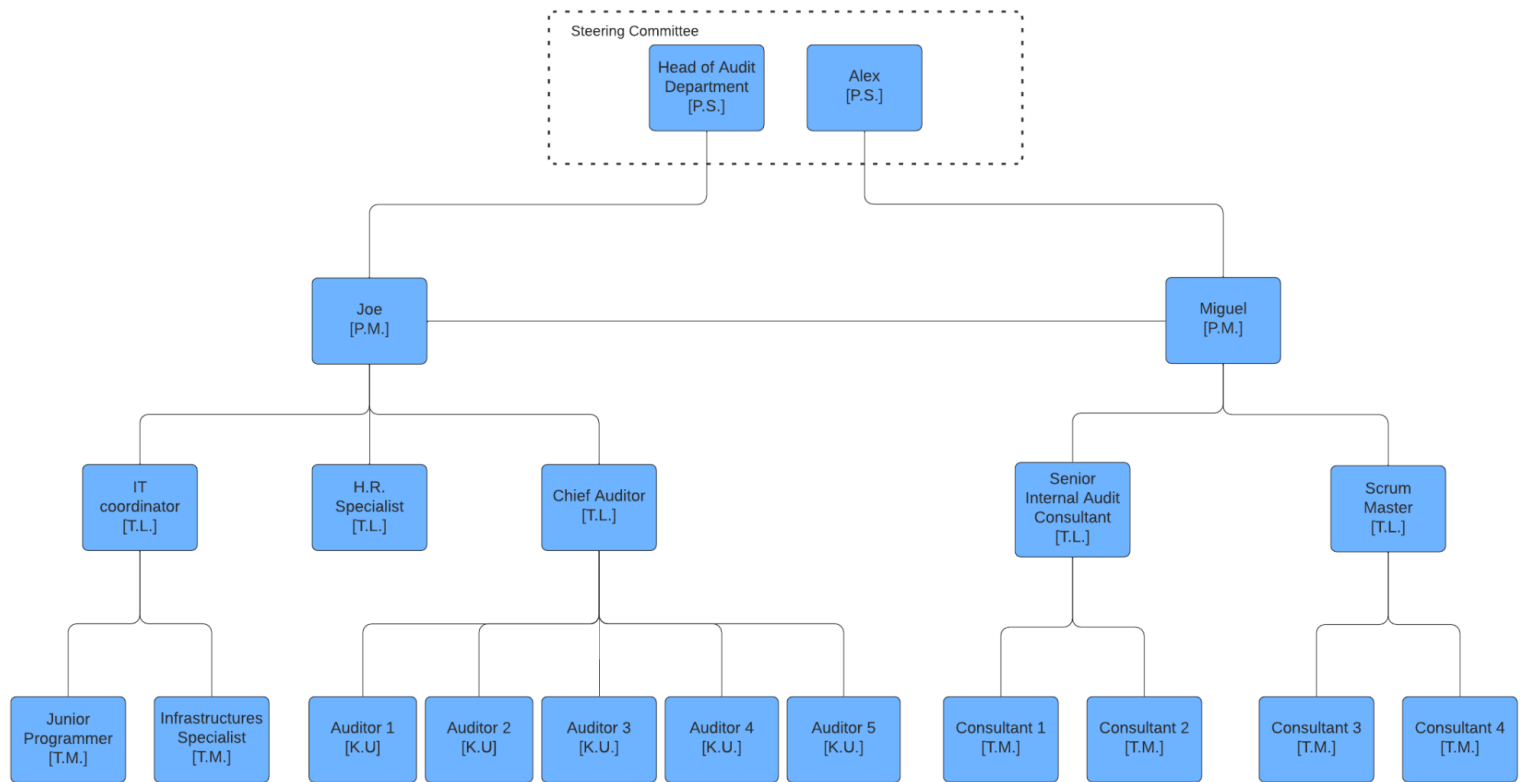 Steering Committee
Head of Audit
Department
[P.S.]
Alex
[P.S.]
Joe
[P.M.]
Miguel
[P.M.]
IT
coordinator
[T.L.]
H.R.
Specialist
[T.L.]
Chief Auditor
[T.L.]
Senior
Internal Audit
Consultant
[T.L.]
Scrum
Master
[T.L.]
Junior
Programmer
[T.M.]
Infrastructures
Specialist
[T.M.]
Auditor 1
[K.U]
Auditor 2
[K.U]
Auditor 3
[K.U.]
Auditor 4
[K.U.]
Auditor 5
[K.U.]
Consultant 1
[T.M.]
Consultant 2
[T.M.]
Consultant 3
[T.M.]
Consultant 4
[T.M.]